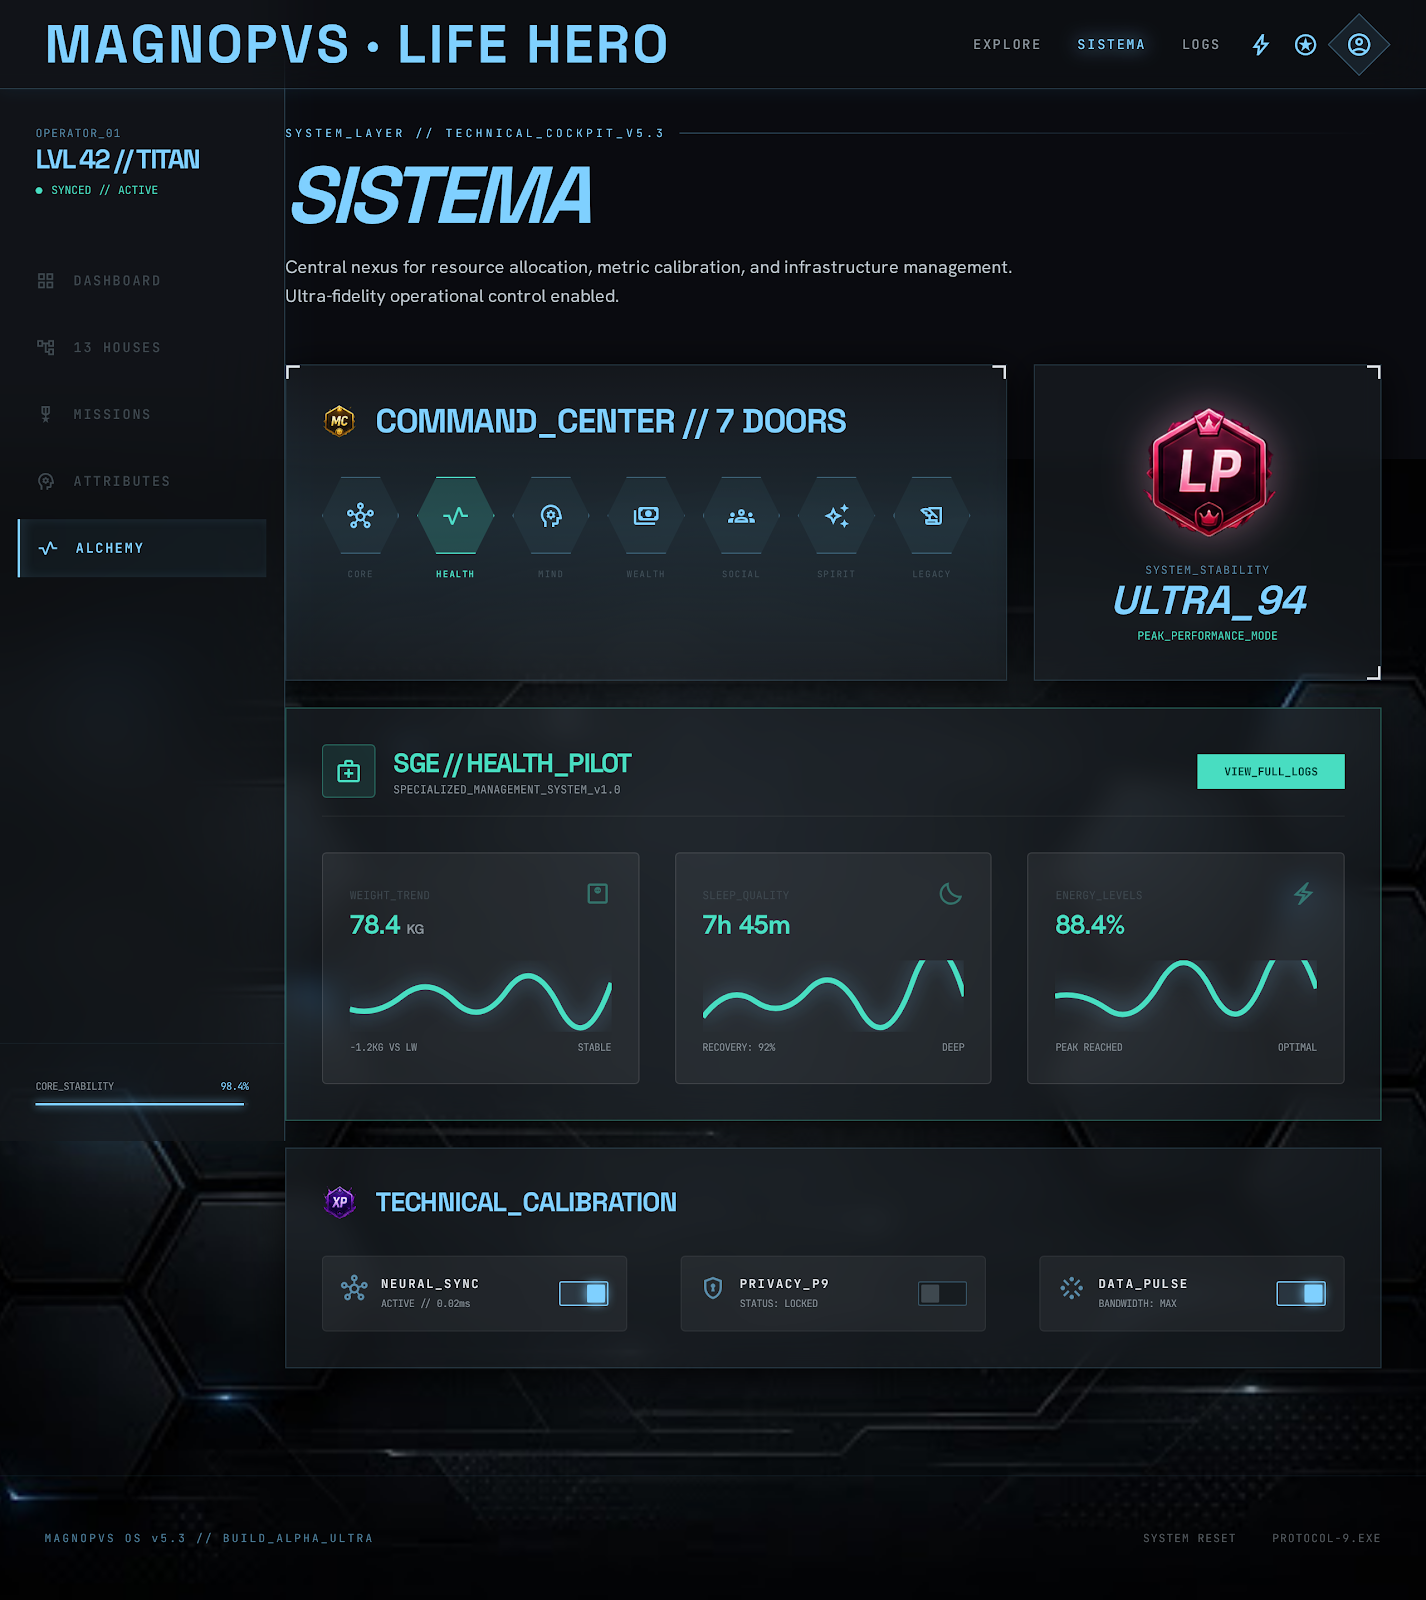 MAGNOPVS • LIFE HERO
EXPLORE
SISTEMA
LOGS
OPERATOR_01
LVL 42 // TITAN
SYNCED // ACTIVE
DASHBOARD
13 HOUSES
MISSIONS
ATTRIBUTES
ALCHEMY
CORE_STABILITY
98.4%
SYSTEM_LAYER // TECHNICAL_COCKPIT_V5.3
SISTEMA
Central nexus for resource allocation, metric calibration, and infrastructure management.
Ultra-fidelity operational control enabled.
MC
COMMAND_CENTER // 7 DOORS
CORE
HEALTH
MIND
WEALTH
SOCIAL
SPIRIT
LEGACY
LP
SYSTEM_STABILITY
ULTRA_94
PEAK_PERFORMANCE_MODE
SGE // HEALTH_PILOT
SPECIALIZED_MANAGEMENT_SYSTEM_v1.0
VIEW_FULL_LOGS
WEIGHT_TREND
78.4 KG
-1.2KG VS LW
STABLE
SLEEP_QUALITY
7h 45m
RECOVERY: 92%
DEEP
ENERGY_LEVELS
88.4%
PEAK REACHED
OPTIMAL
XP
TECHNICAL_CALIBRATION
NEURAL_SYNC
ACTIVE // 0.02ms
PRIVACY_P9
STATUS: LOCKED
DATA_PULSE
BANDWIDTH: MAX
MAGNOPVS OS v5.3 // BUILD_ALPHA_ULTRA
SYSTEM RESET
PROTOCOL-9.EXE